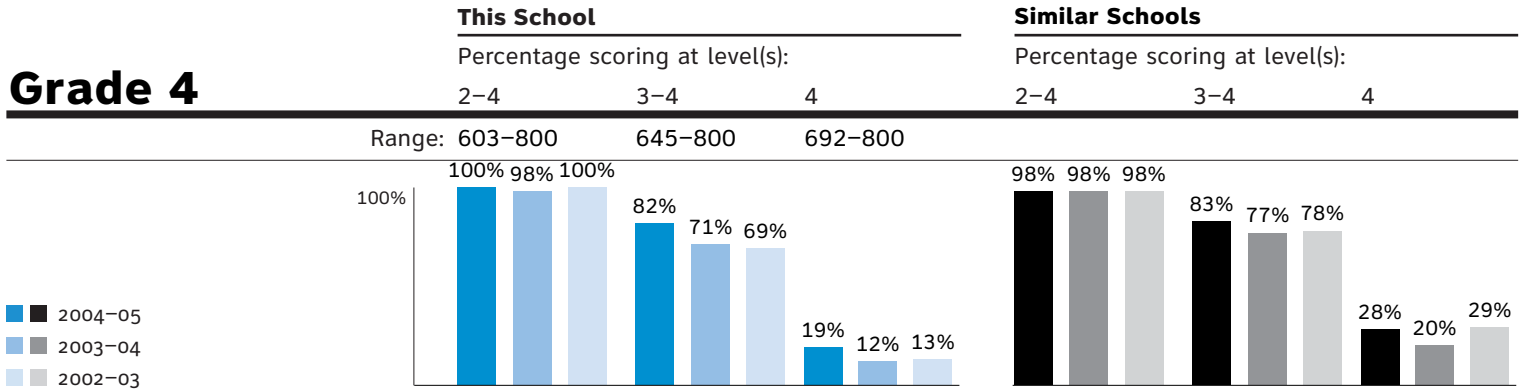 This School Similar Schools
Percentage scoring at level(s): Percentage scoring at level(s):
Grade 4 2–4 3–4 4 2–4 3–4 4
Range: 603–800 645–800 692–800
100% 98% 100% 98% 98% 98%
100%
82% 83%
71% 69% 77% 78%
19% 12% 13% 28% 20% 29%
2004–05
2003–04
2002–03